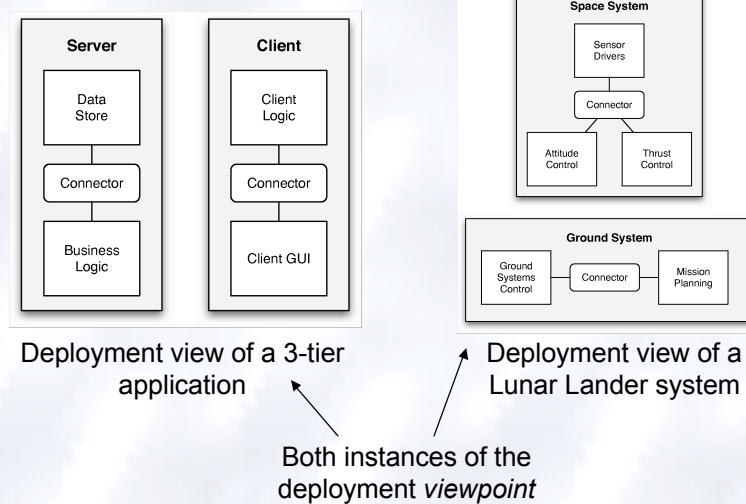 Server
Data
Store
Connector
Business
Logic
Client
Client
Logic
Connector
Client GUI
Deployment view of a 3-tier
application
Space System
Sensor
Drivers
Connector
Attitude
Control
Thrust
Control
Ground System
Ground
Systems
Control
Connector
Mission
Planning
Deployment view of a
Lunar Lander system
Both instances of the
deployment viewpoint